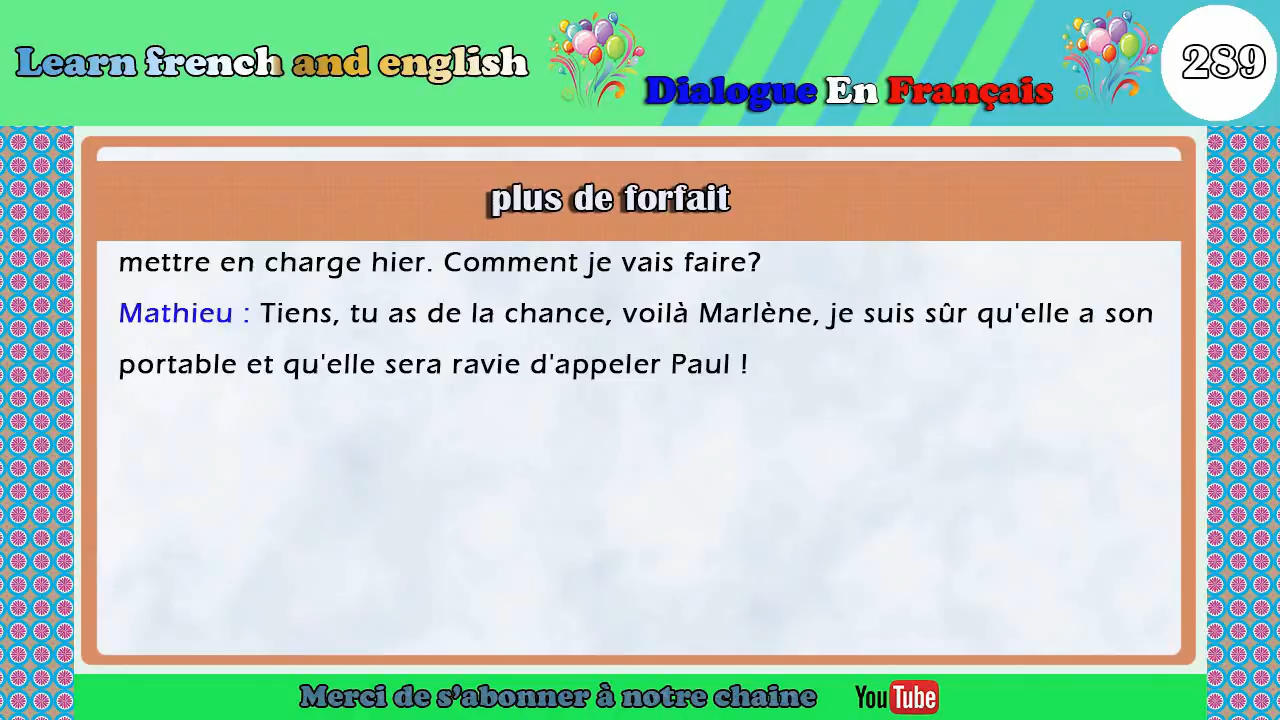 Learn french and english
Dialogue En Français
289
plus de forfait
mettre en charge hier. Comment je vais faire?
Mathieu : Tiens, tu as de la chance, voilà Marlène, je suis sûr qu'elle a son
portable et qu'elle sera ravie d'appeler Paul !
Merci de s'abonner à notre chaine
YouTube